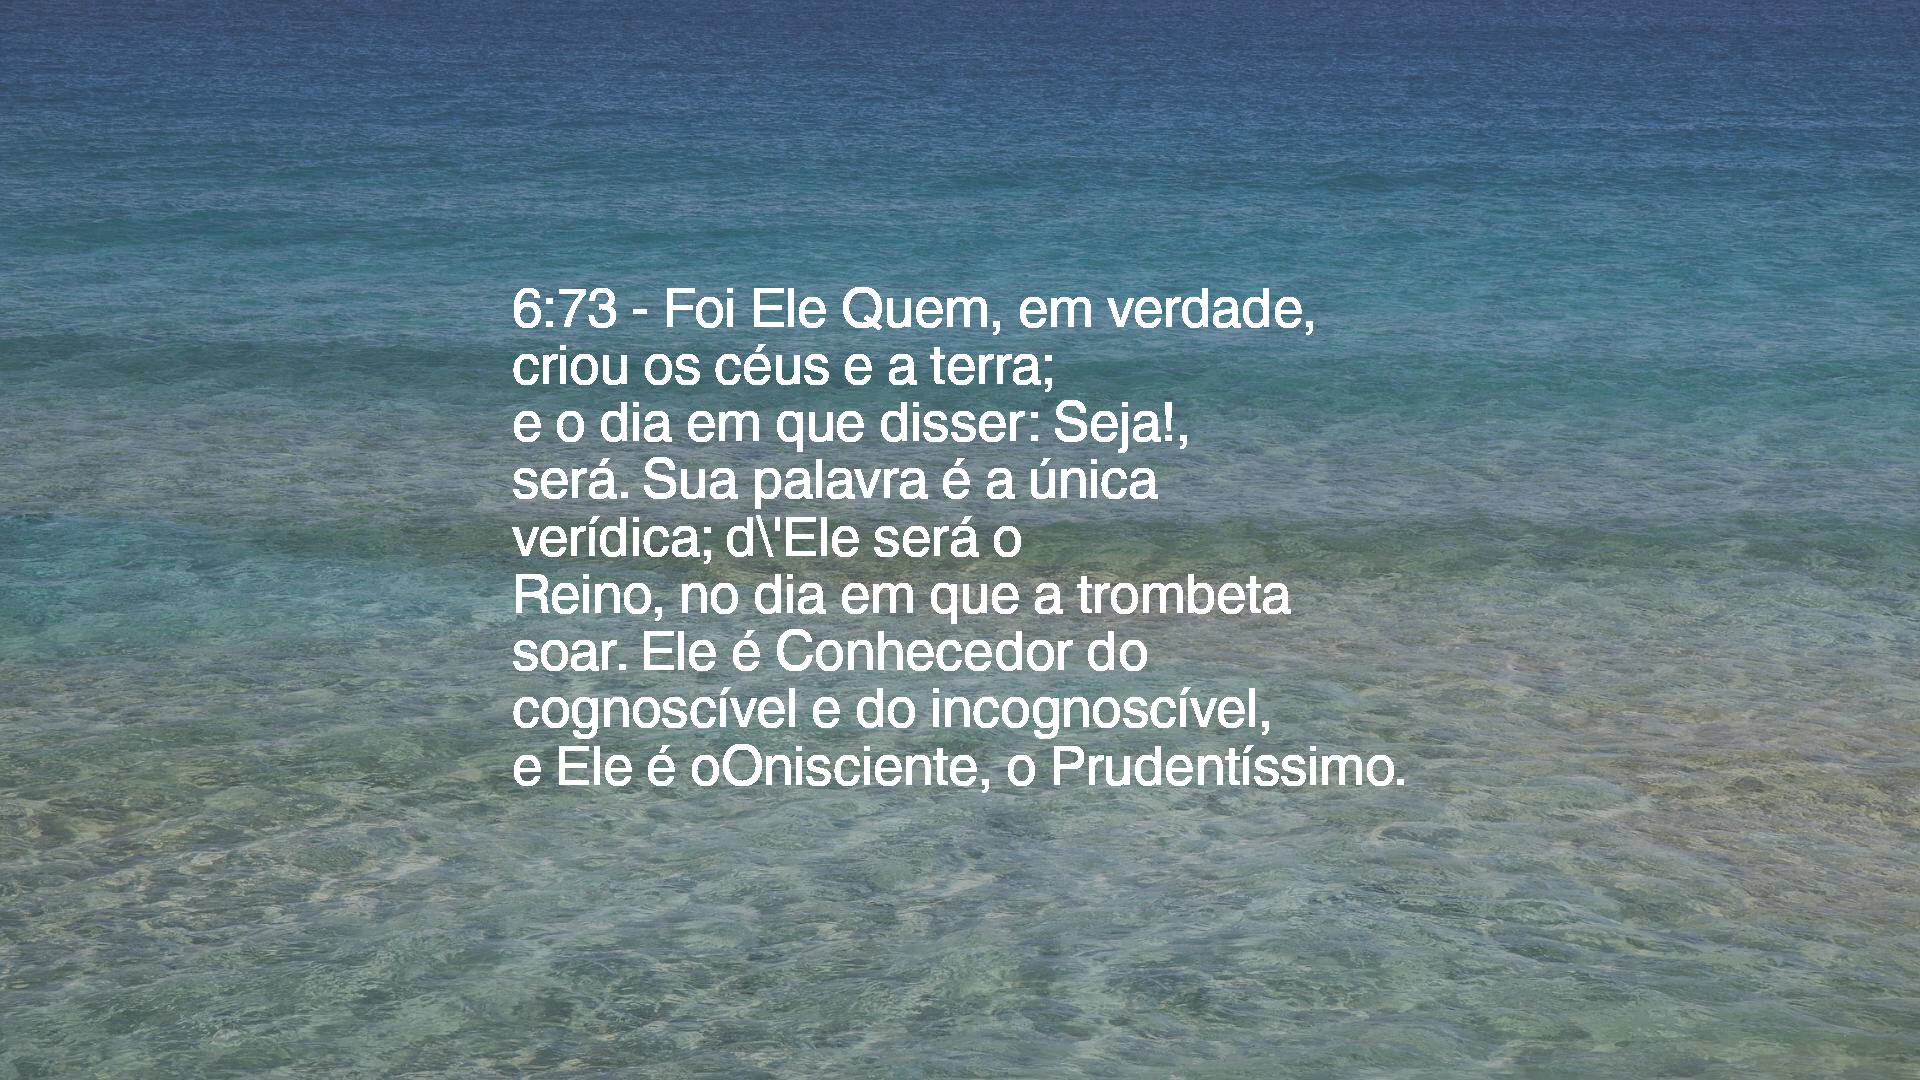 6:73 - Foi Ele Quem, em verdade,
criou os céus e a terra;
e o dia em que disser: Seja!,
será. Sua palavra é a única
verídica; d\'Ele será o
Reino, no dia em que a trombeta
soar. Ele é Conhecedor do
cognoscível e do incognoscível,
e Ele é oOnisciente, o Prudentíssimo.